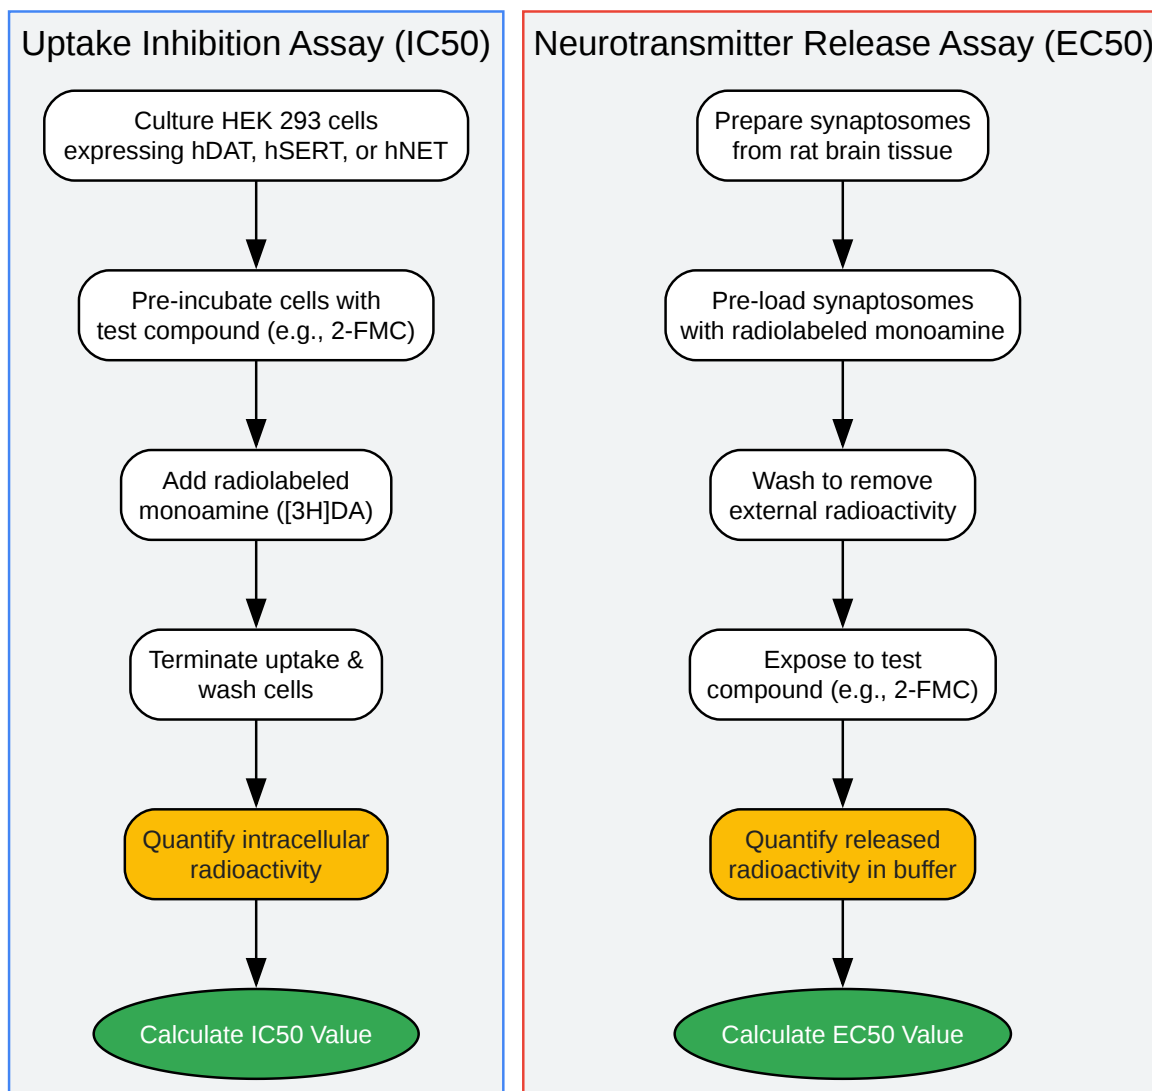 Uptake Inhibition Assay (IC50)
Culture HEK 293 cells
expressing hDAT, hSERT, or hNET
Pre-incubate cells with
test compound (e.g., 2-FMC)
Add radiolabeled
monoamine ([3H]DA)
Terminate uptake &
wash cells
Quantify intracellular
radioactivity
Calculate IC50 Value
Neurotransmitter Release Assay (EC50)
Prepare synaptosomes
from rat brain tissue
Pre-load synaptosomes
with radiolabeled monoamine
Wash to remove
external radioactivity
Expose to test
compound (e.g., 2-FMC)
Quantify released
radioactivity in buffer
Calculate EC50 Value